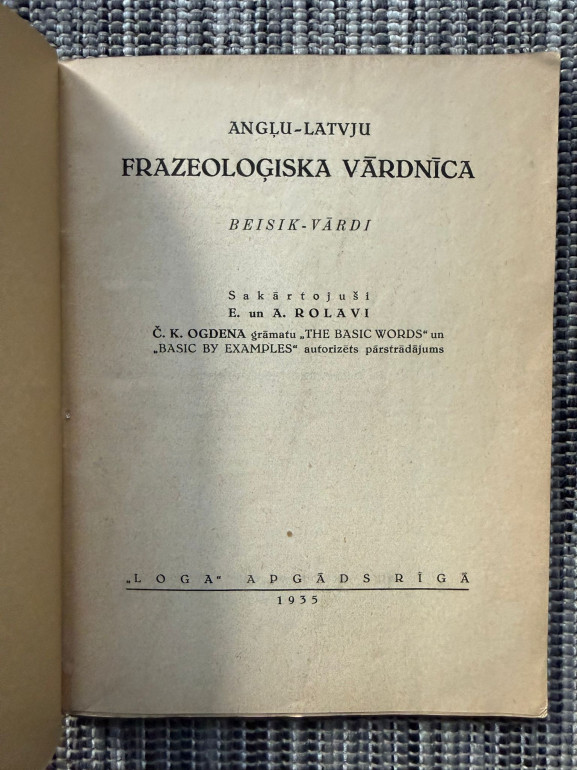 ANGĻU-LATVJU
FRAZEOLOĢISKA VĀRDNĪCA
BEISIK-VĀRDI
Sakārtojuši
E. un A. ROLAVI
Č. K. OGDENA grāmatu „THE BASIC WORDS“ un
„BASIC BY EXAMPLES“ autorizēts pārstrādājums
„LOGA“ APGĀDS RĪGĀ
1935